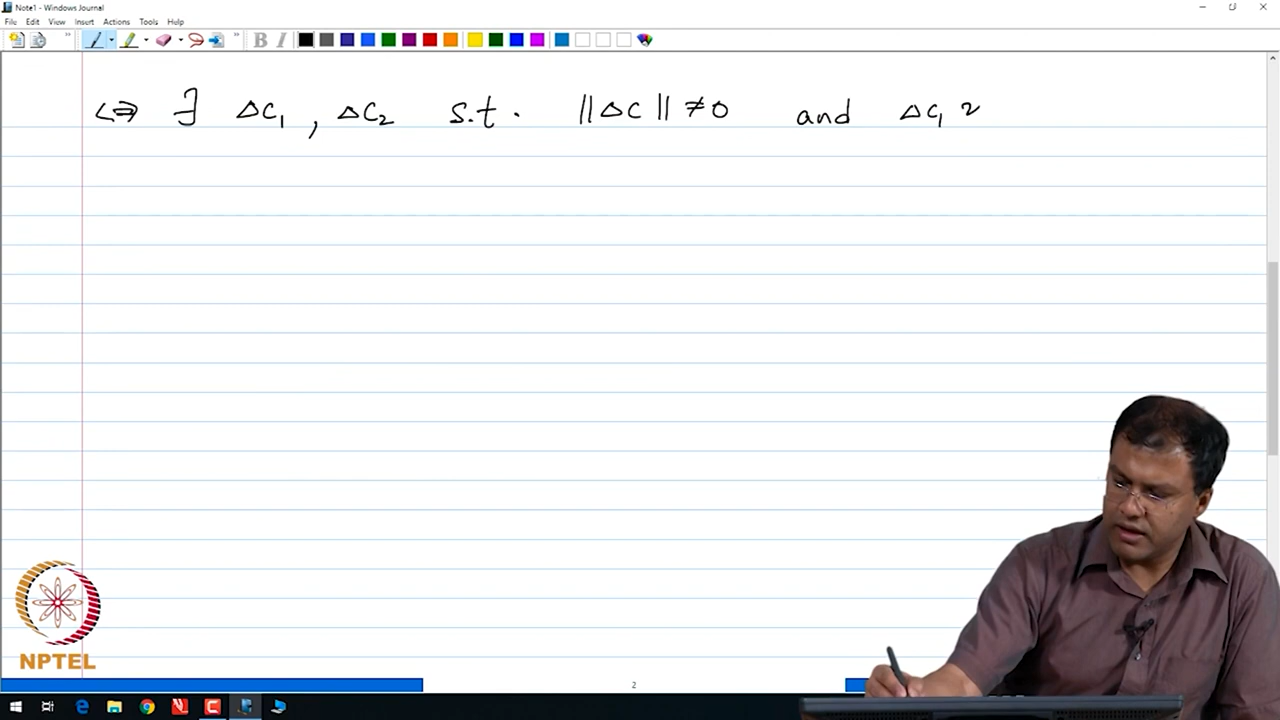 Note1 - Windows Journal
File Edit View Insert Actions Tools Help
B I
⇔ ∃ ΔC₁ , ΔC₂ s.t. ||ΔC|| ≠ 0 and ΔC₁
NPTEL
2